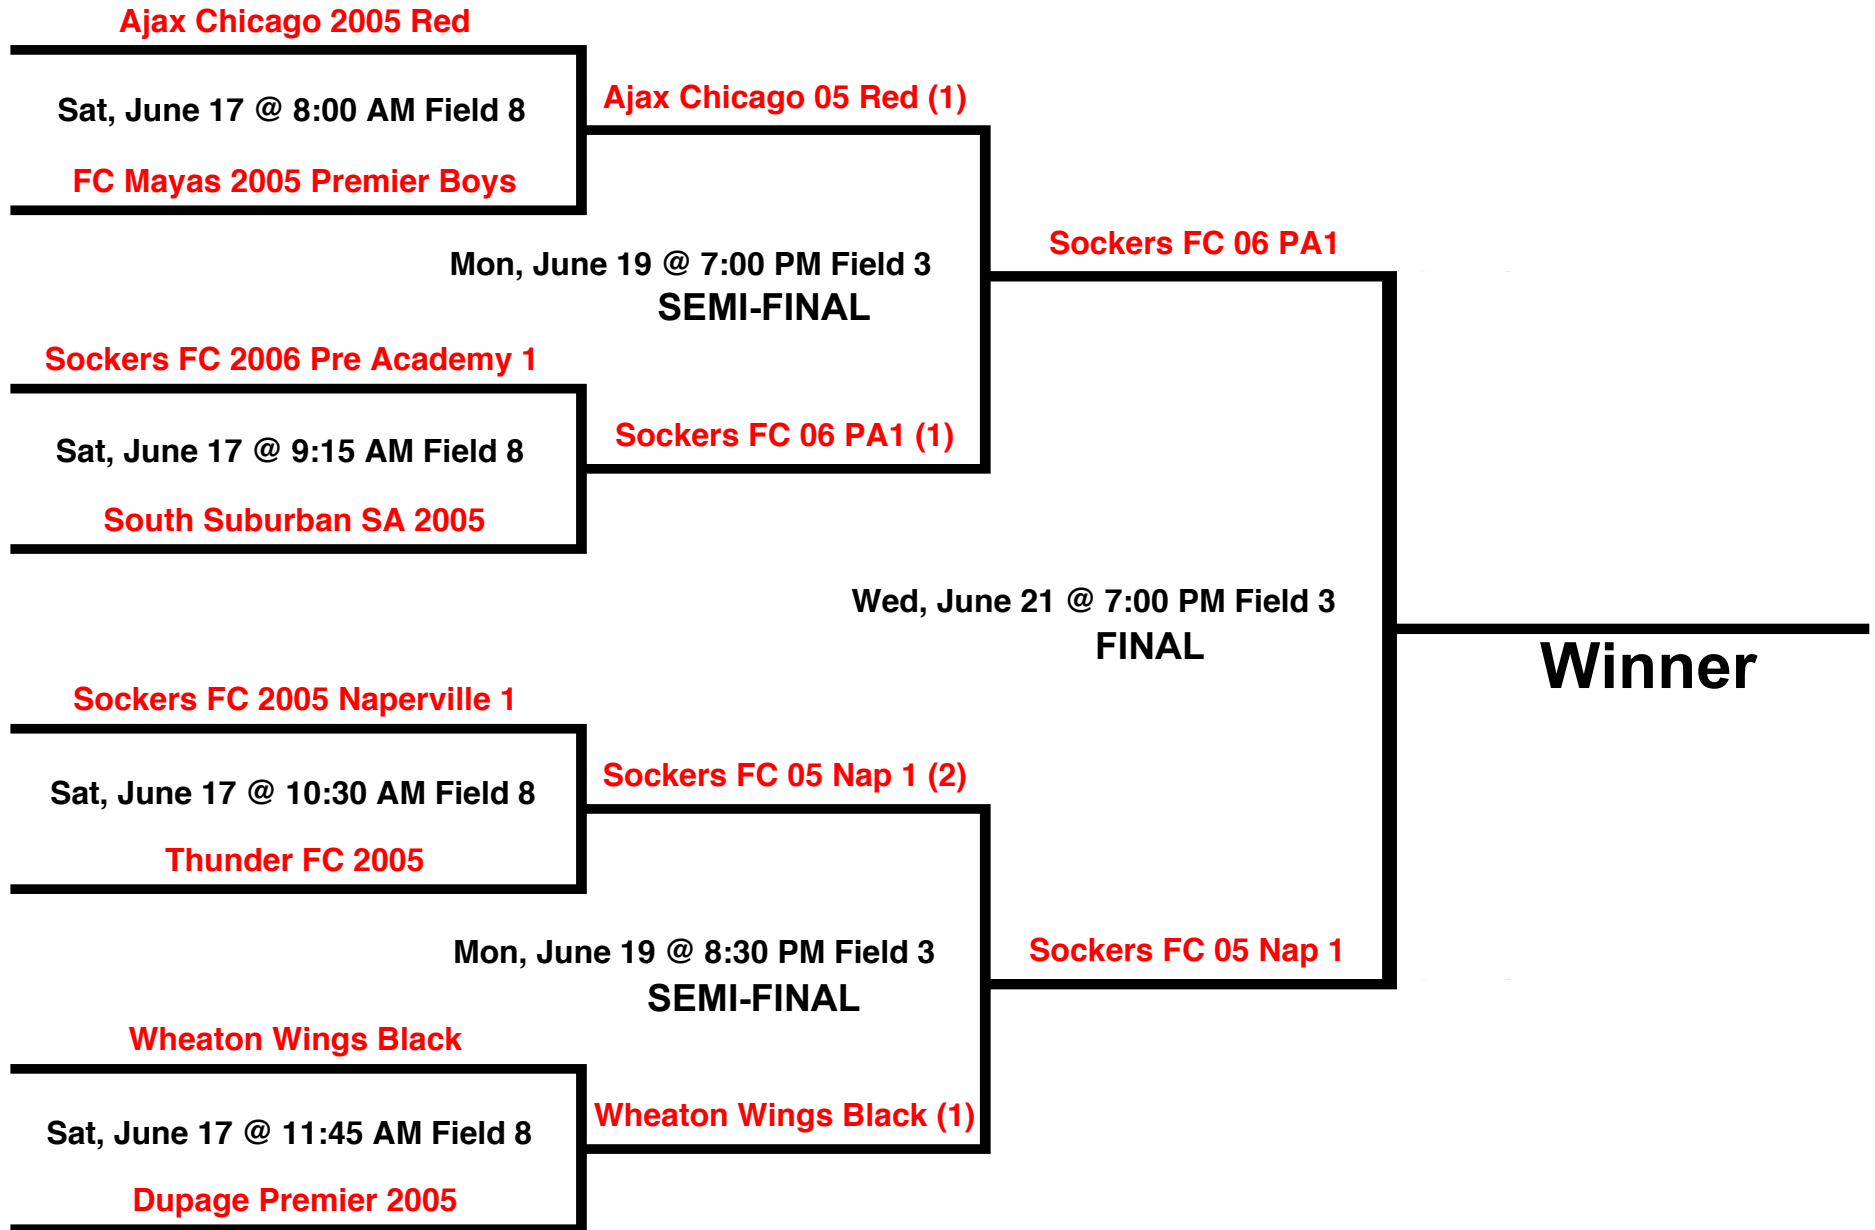 Ajax Chicago 2005 Red
Sat, June 17 @ 8:00 AM Field 8
FC Mayas 2005 Premier Boys
Ajax Chicago 05 Red (1)
Mon, June 19 @ 7:00 PM Field 3
SEMI-FINAL
Sockers FC 2006 Pre Academy 1
Sat, June 17 @ 9:15 AM Field 8
South Suburban SA 2005
Sockers FC 06 PA1 (1)
Sockers FC 06 PA1
Wed, June 21 @ 7:00 PM Field 3
FINAL
Winner
Sockers FC 2005 Naperville 1
Sat, June 17 @ 10:30 AM Field 8
Thunder FC 2005
Sockers FC 05 Nap 1 (2)
Mon, June 19 @ 8:30 PM Field 3
SEMI-FINAL
Sockers FC 05 Nap 1
Wheaton Wings Black
Sat, June 17 @ 11:45 AM Field 8
Dupage Premier 2005
Wheaton Wings Black (1)